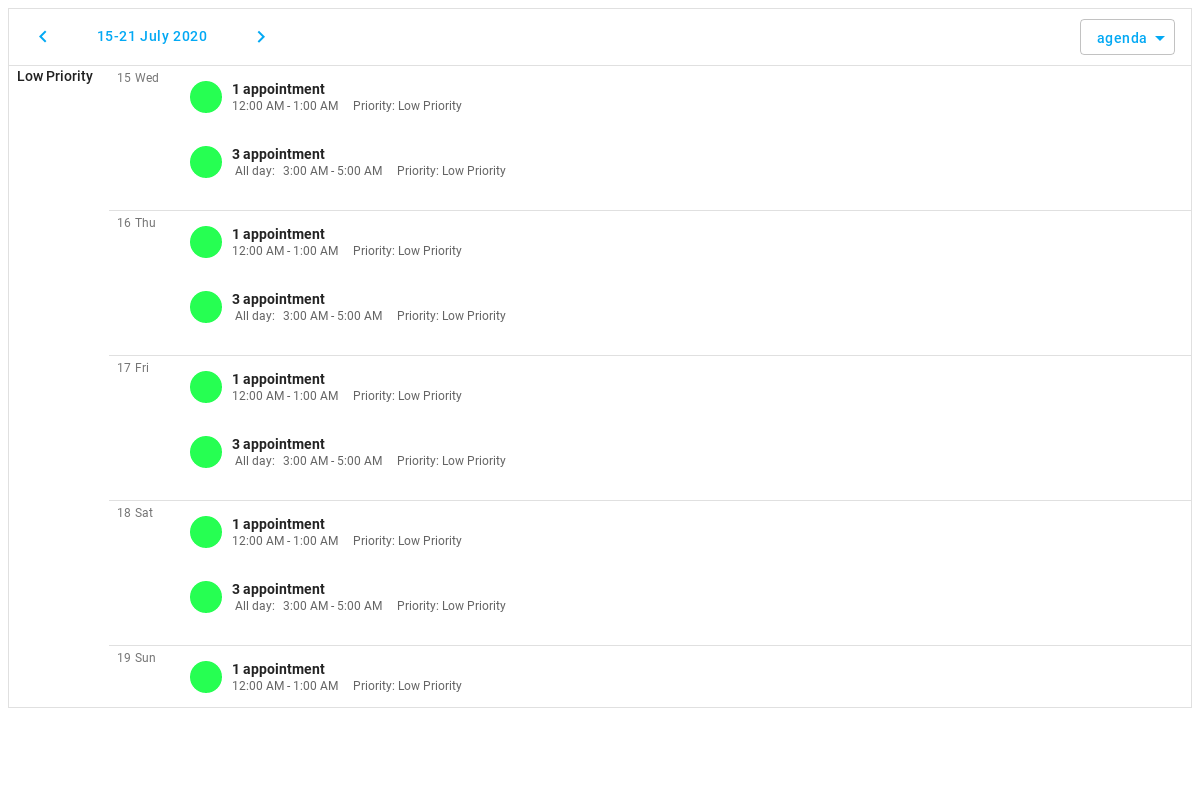 15-21 July 2020
agenda
Low Priority
15 Wed
1 appointment
12:00 AM - 1:00 AM Priority: Low Priority
3 appointment
All day: 3:00 AM - 5:00 AM Priority: Low Priority
16 Thu
1 appointment
12:00 AM - 1:00 AM Priority: Low Priority
3 appointment
All day: 3:00 AM - 5:00 AM Priority: Low Priority
17 Fri
1 appointment
12:00 AM - 1:00 AM Priority: Low Priority
3 appointment
All day: 3:00 AM - 5:00 AM Priority: Low Priority
18 Sat
1 appointment
12:00 AM - 1:00 AM Priority: Low Priority
3 appointment
All day: 3:00 AM - 5:00 AM Priority: Low Priority
19 Sun
1 appointment
12:00 AM - 1:00 AM Priority: Low Priority